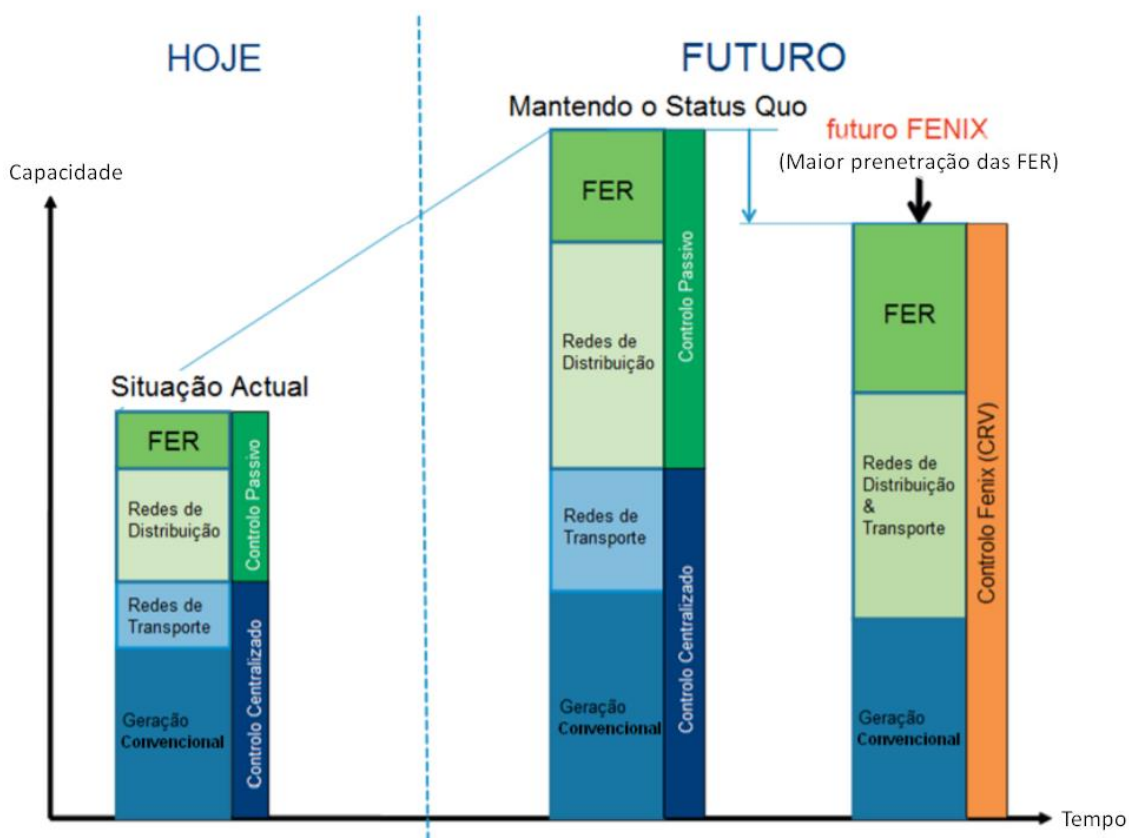 HOJE
FUTURO
Mantendo o Status Quo
futuro FENIX
(Maior prenetração das FER)
Capacidade
Situação Actual
FER
Redes de
Distribuição
Redes de
Transporte
Geração
Convencional
Controlo Passivo
Controlo Centralizado
FER
Redes de
Distribuição
Redes de
Transporte
Geração
Convencional
Controlo Passivo
Controlo Centralizado
FER
Redes de
Distribuição
&
Transporte
Geração
Convencional
Controlo Fenix (CRV)
Tempo